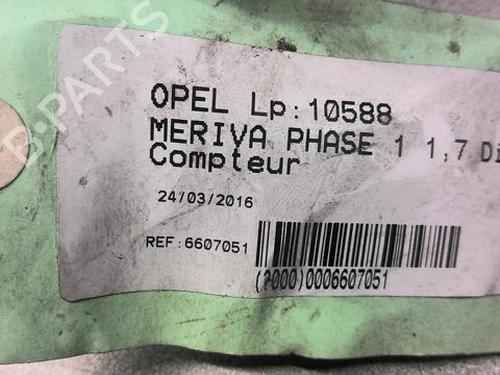 OPEL Lp:10588
MERIVA PHASE 1 1,7 Di
Compteur
24/03/2016
REF:6607051
(2000)0006607051
B-PARTS